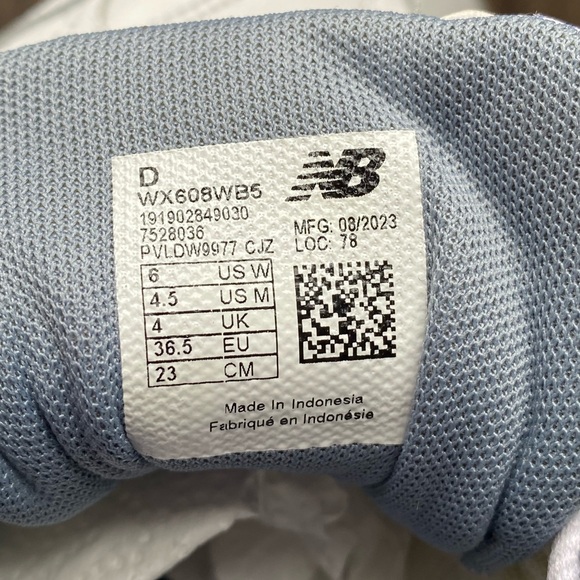 D
WX608WB5
191902849030
7528036
PVLDW9977 CJZ
NB
MFG: 08/2023
LOC: 78
6 US W
4.5 US M
4 UK
36.5 EU
23 CM
Made In Indonesia
Fabriqué en Indonésie